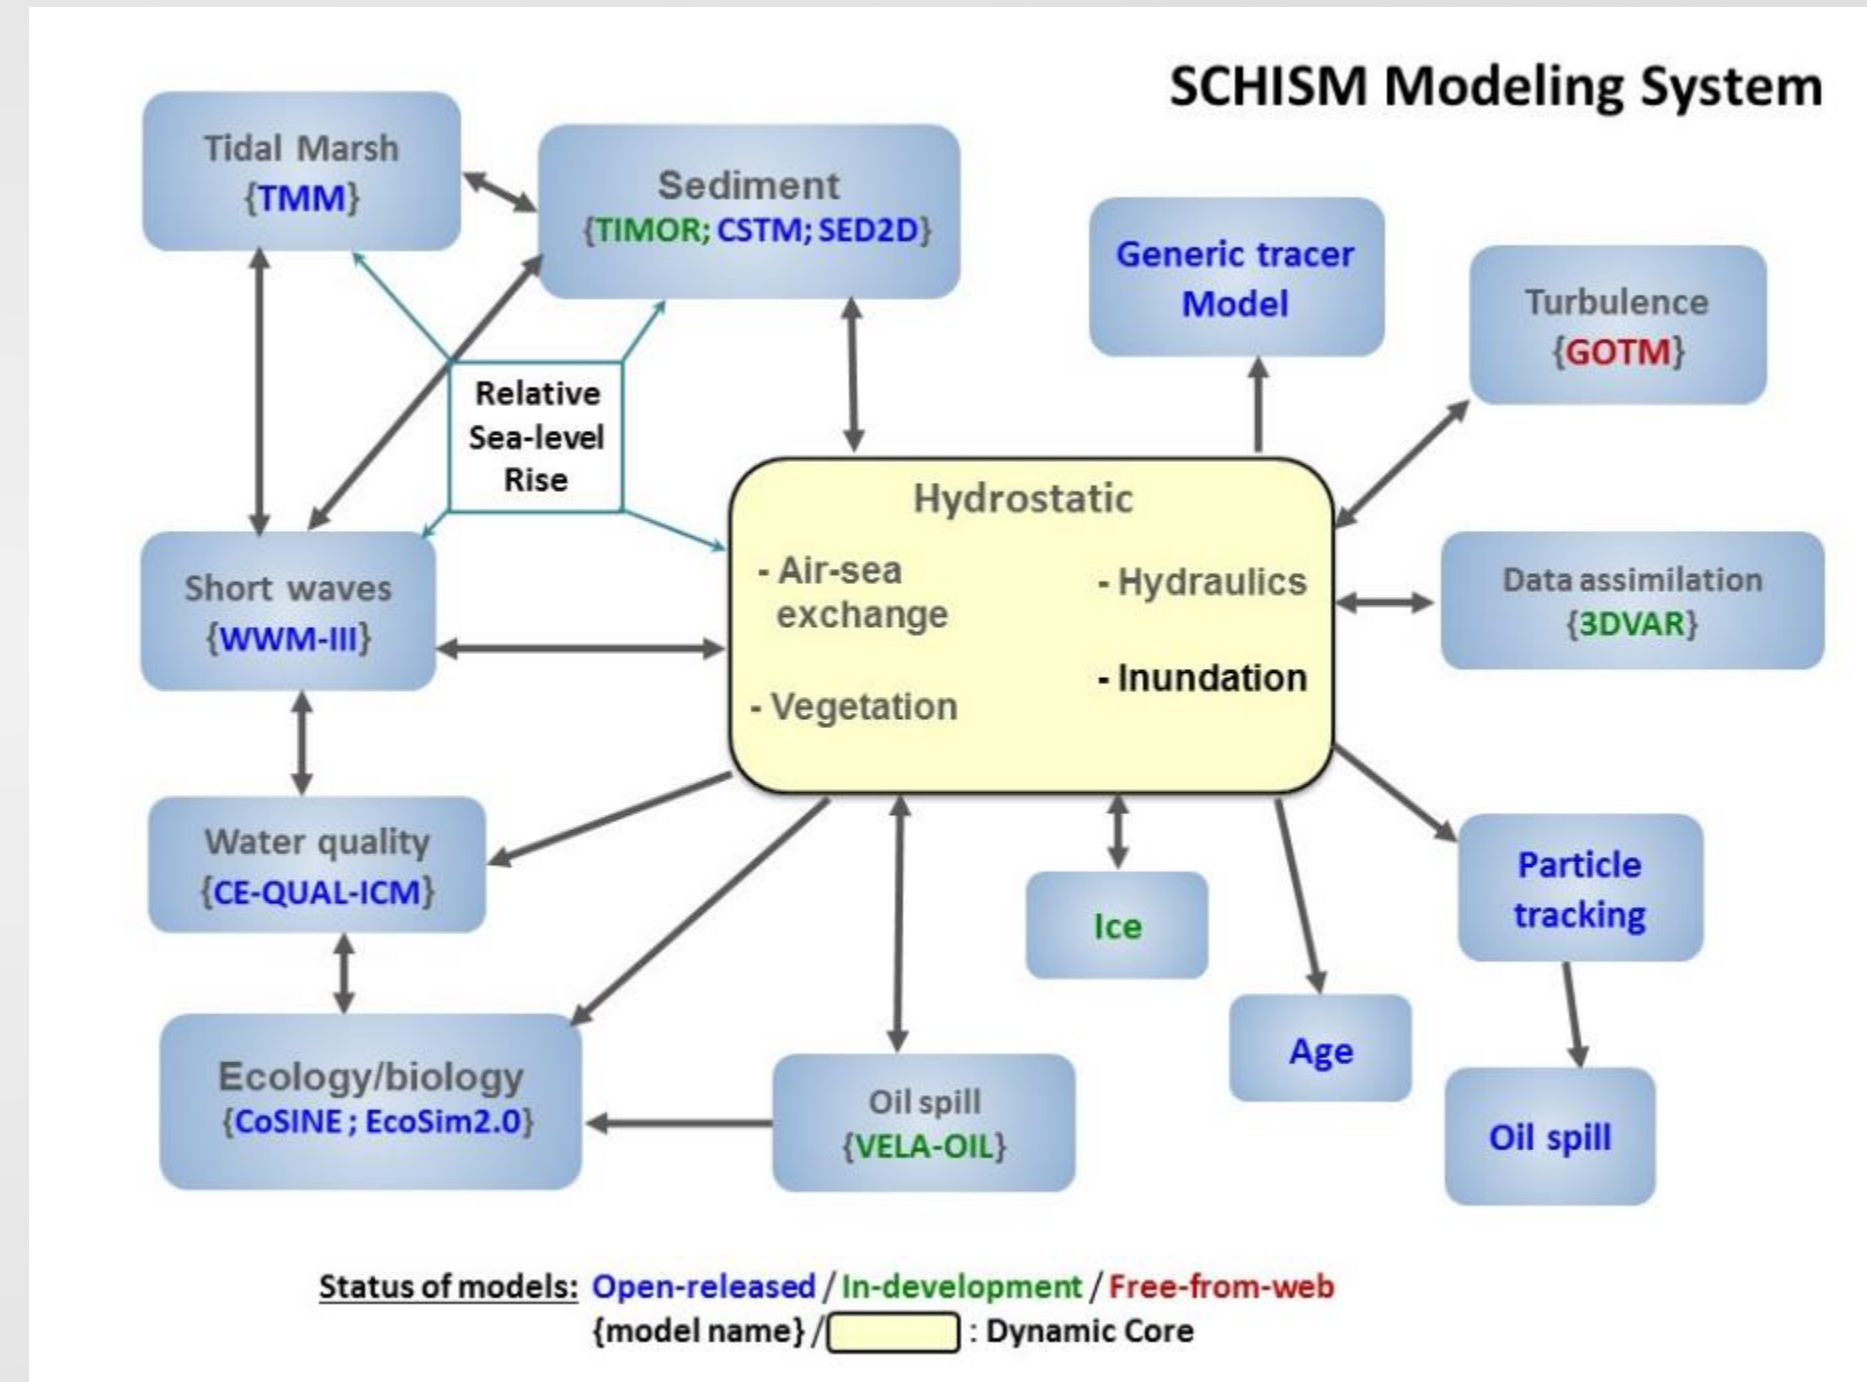 SCHISM Modeling System
Tidal Marsh
{TMM}
Sediment
{TIMOR; CSTM; SED2D}
Generic tracer
Model
Turbulence
{GOTM}
Relative
Sea-level
Rise
Hydrostatic
- Air-sea
exchange
- Hydraulics
- Inundation
- Vegetation
Short waves
{WWM-III}
Data assimilation
{3DVAR}
Water quality
{CE-QUAL-ICM}
Particle
tracking
Ice
Age
Ecology/biology
{CoSINE ; EcoSim2.0}
Oil spill
{VELA-OIL}
Oil spill
Status of models: Open-released / In-development / Free-from-web
{model name} / : Dynamic Core